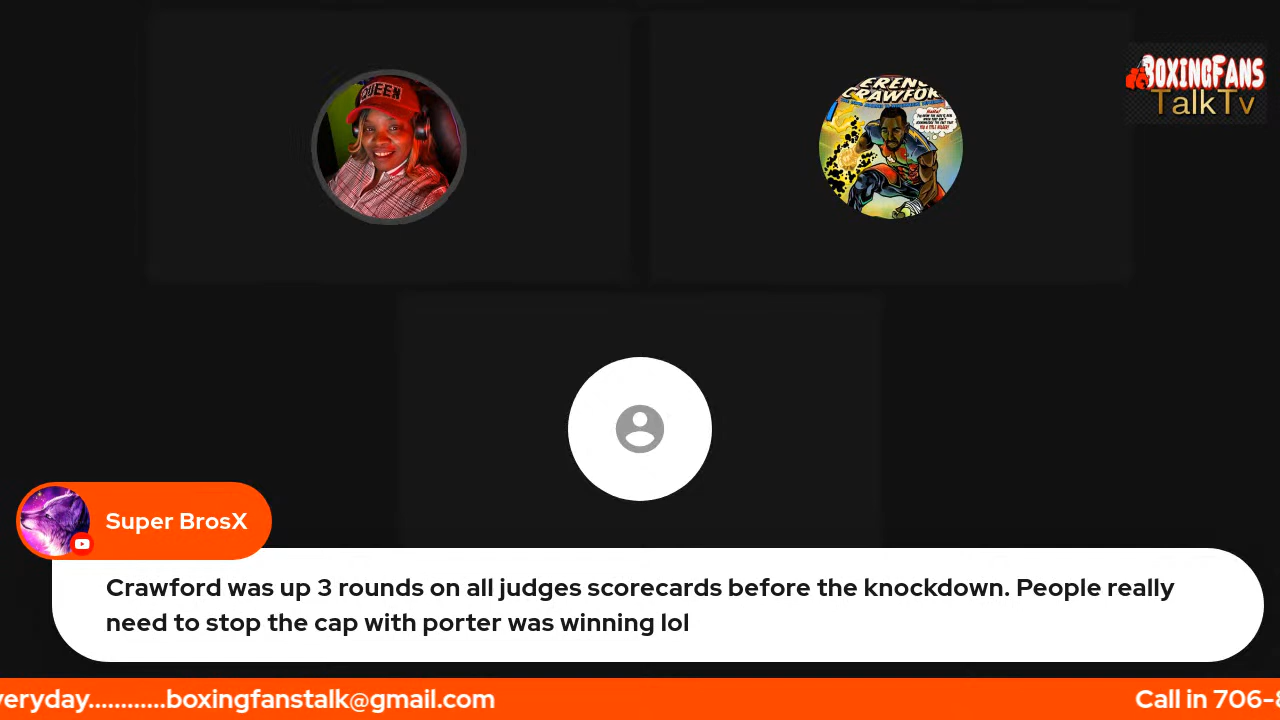 QUEEN
BOXINGFANS
TalkTv
Super BrosX
Crawford was up 3 rounds on all judges scorecards before the knockdown. People really
need to stop the cap with porter was winning lol
veryday............boxingfanstalk@gmail.com
Call in 706-8